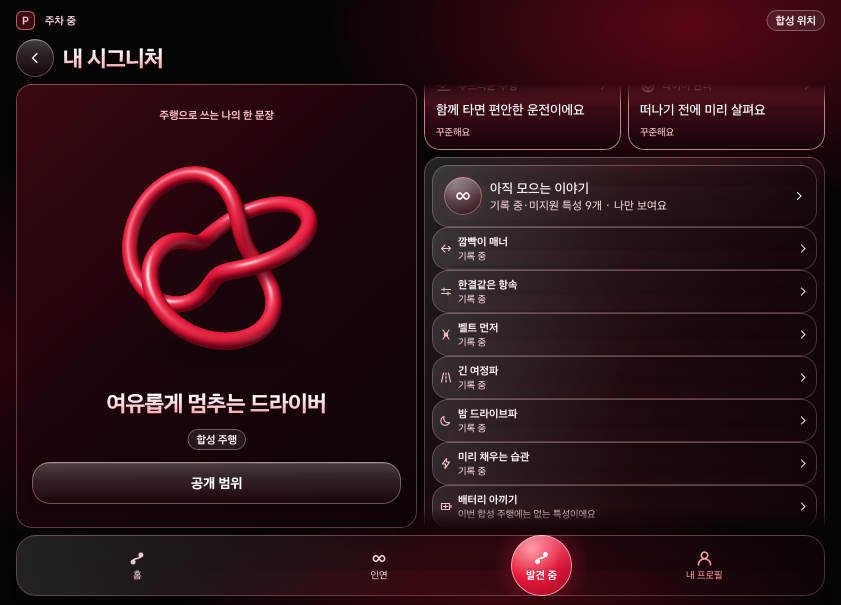 P 주차 중
합성 위치
내 시그니처
주행으로 쓰는 나의 한 문장
여유롭게 멈추는 드라이버
합성 주행
공개 범위
함께 타면 편안한 운전이에요
꾸준해요
떠나기 전에 미리 살펴요
꾸준해요
아직 모으는 이야기
기록 중·미지원 특성 9개 · 나만 보여요
깜빡이 매너
기록 중
한결같은 항속
기록 중
벨트 먼저
기록 중
긴 여정파
기록 중
밤 드라이브파
기록 중
미리 채우는 습관
기록 중
배터리 아끼기
이번 합성 주행에는 없는 특성이에요
홈
인연
발견 중
내 프로필